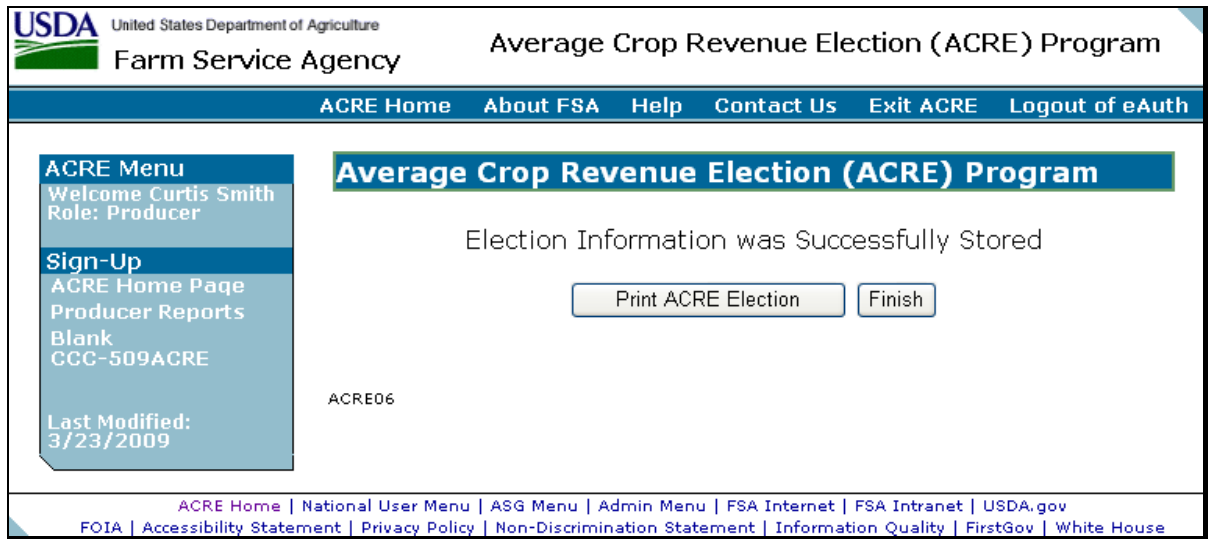 USDA United States Department of Agriculture
Farm Service Agency
Average Crop Revenue Election (ACRE) Program
ACRE Home About FSA Help Contact Us Exit ACRE Logout of eAuth
ACRE Menu
Welcome Curtis Smith
Role: Producer
Sign-Up
ACRE Home Page
Producer Reports
Blank
CCC-509ACRE
Last Modified:
3/23/2009
Average Crop Revenue Election (ACRE) Program
Election Information was Successfully Stored
Print ACRE Election Finish
ACRE06
ACRE Home | National User Menu | ASG Menu | Admin Menu | FSA Internet | FSA Intranet | USDA.gov
FOIA | Accessibility Statement | Privacy Policy | Non-Discrimination Statement | Information Quality | FirstGov | White House